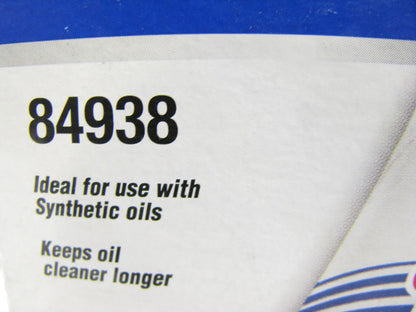 84938
Ideal for use with
Synthetic oils
Keeps oil
cleaner longer